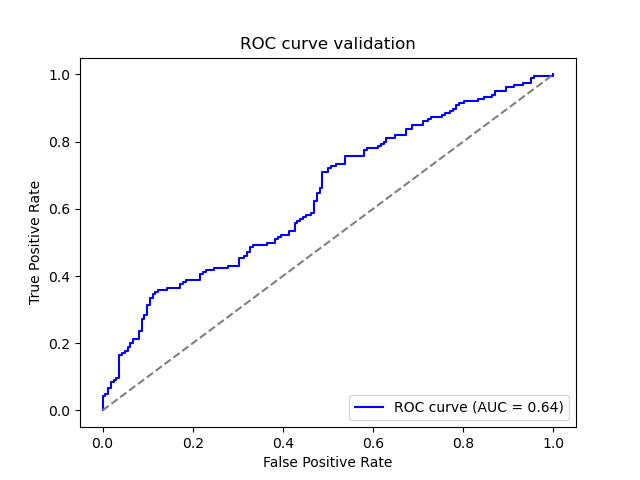 ROC curve validation
True Positive Rate
1.0
0.8
0.6
0.4
0.2
0.0
ROC curve (AUC = 0.64)
0.0 0.2 0.4 0.6 0.8 1.0
False Positive Rate